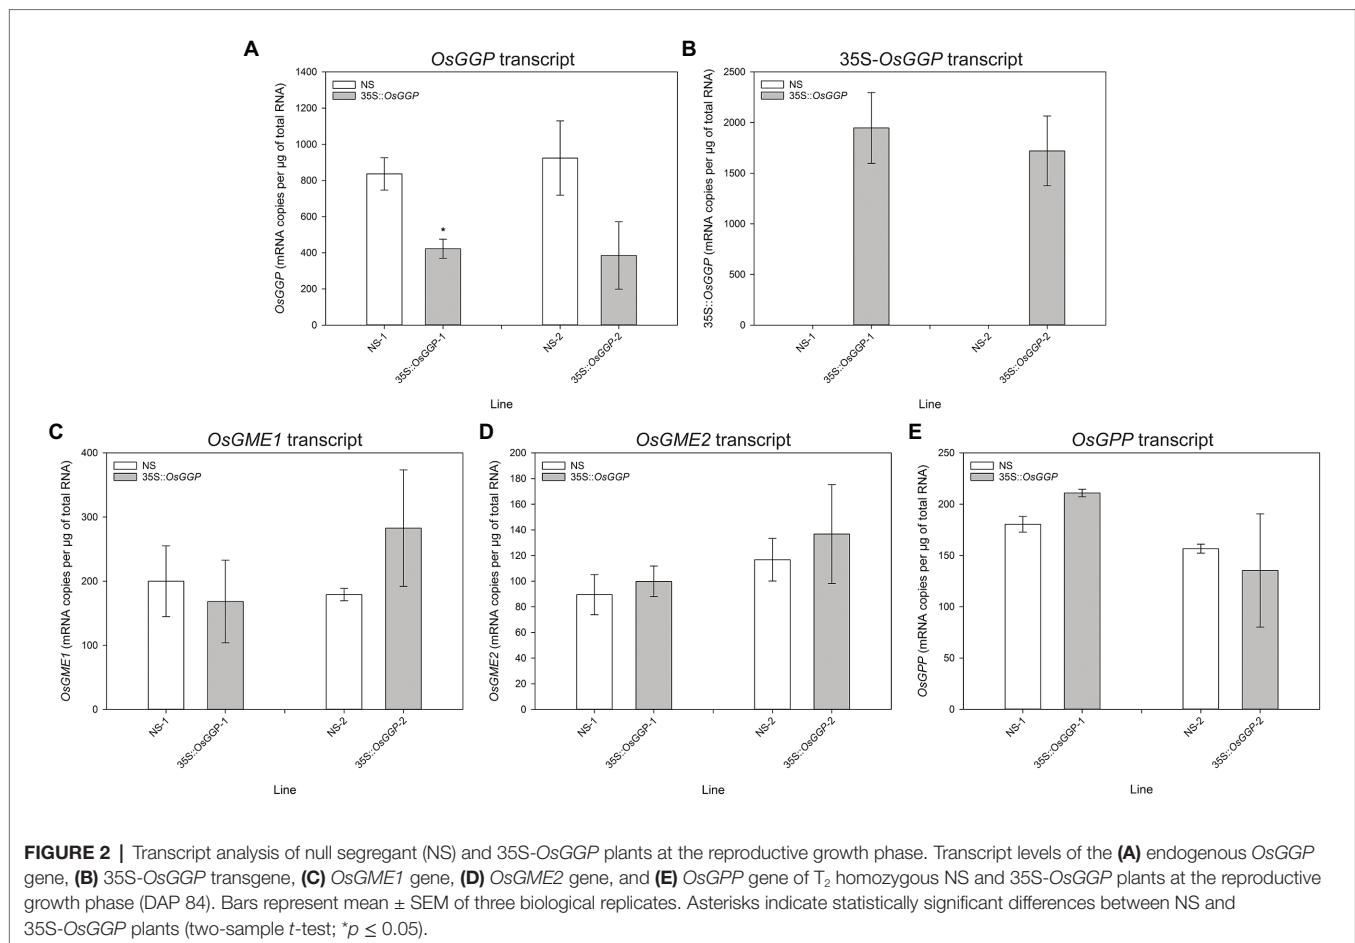 A
OsGGP transcript
OsGGP (mRNA copies per µg of total RNA)
1400
1200
1000
800
600
400
200
0
NS
35S::OsGGP
*
NS-1
35S::OsGGP-1
NS-2
35S::OsGGP-2
Line
B
35S-OsGGP transcript
35S::OsGGP (mRNA copies per µg of total RNA)
2500
2000
1500
1000
500
0
NS
35S::OsGGP
NS-1
35S::OsGGP-1
NS-2
35S::OsGGP-2
Line
C
OsGME1 transcript
OsGME1 (mRNA copies per µg of total RNA)
400
300
200
100
0
NS
35S::OsGGP
NS-1
35S::OsGGP-1
NS-2
35S::OsGGP-2
Line
D
OsGME2 transcript
OsGME2 (mRNA copies per µg of total RNA)
200
180
160
140
120
100
80
60
40
20
0
NS
35S::OsGGP
NS-1
35S::OsGGP-1
NS-2
35S::OsGGP-2
Line
E
OsGPP transcript
OsGPP (mRNA copies per µg of total RNA)
250
200
150
100
50
0
NS
35S::OsGGP
NS-1
35S::OsGGP-1
NS-2
35S::OsGGP-2
Line
FIGURE 2 | Transcript analysis of null segregant (NS) and 35S-OsGGP plants at the reproductive growth phase. Transcript levels of the (A) endogenous OsGGP
gene, (B) 35S-OsGGP transgene, (C) OsGME1 gene, (D) OsGME2 gene, and (E) OsGPP gene of T₂ homozygous NS and 35S-OsGGP plants at the reproductive
growth phase (DAP 84). Bars represent mean ± SEM of three biological replicates. Asterisks indicate statistically significant differences between NS and
35S-OsGGP plants (two-sample t-test; *p ≤ 0.05).